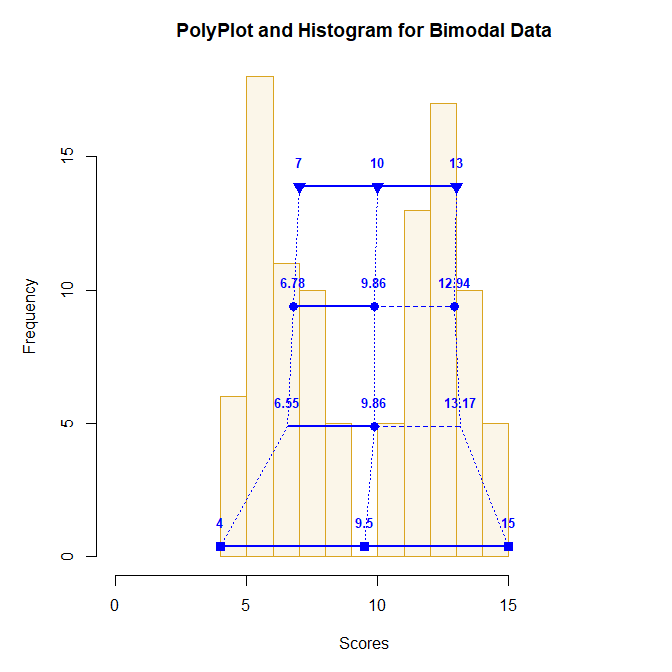 PolyPlot and Histogram for Bimodal Data
15
7 10 13
10
6.78 9.86 12.94
Frequency
5
6.55 9.86 13.17
4 9.5 15
0
0 5 10 15
Scores